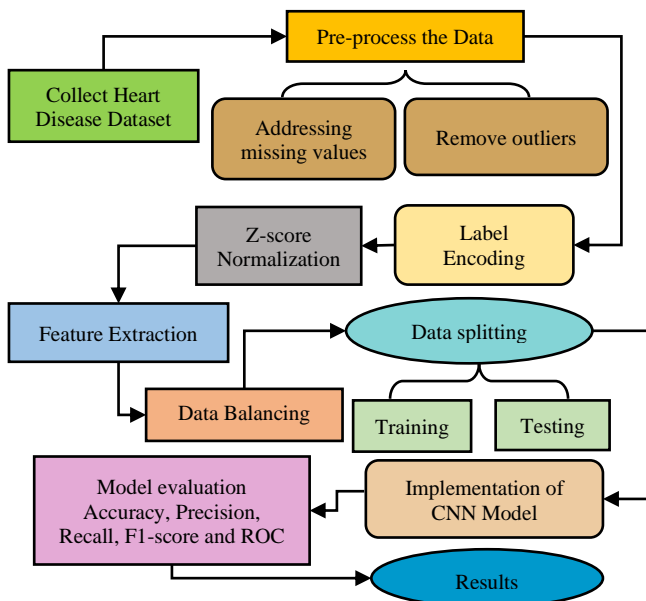 Pre-process the Data
Collect Heart
Disease Dataset
Addressing
missing values
Remove outliers
Label
Encoding
Z-score
Normalization
Feature Extraction
Data Balancing
Data splitting
Training
Testing
Implementation of
CNN Model
Model evaluation
Accuracy, Precision,
Recall, F1-score and ROC
Results